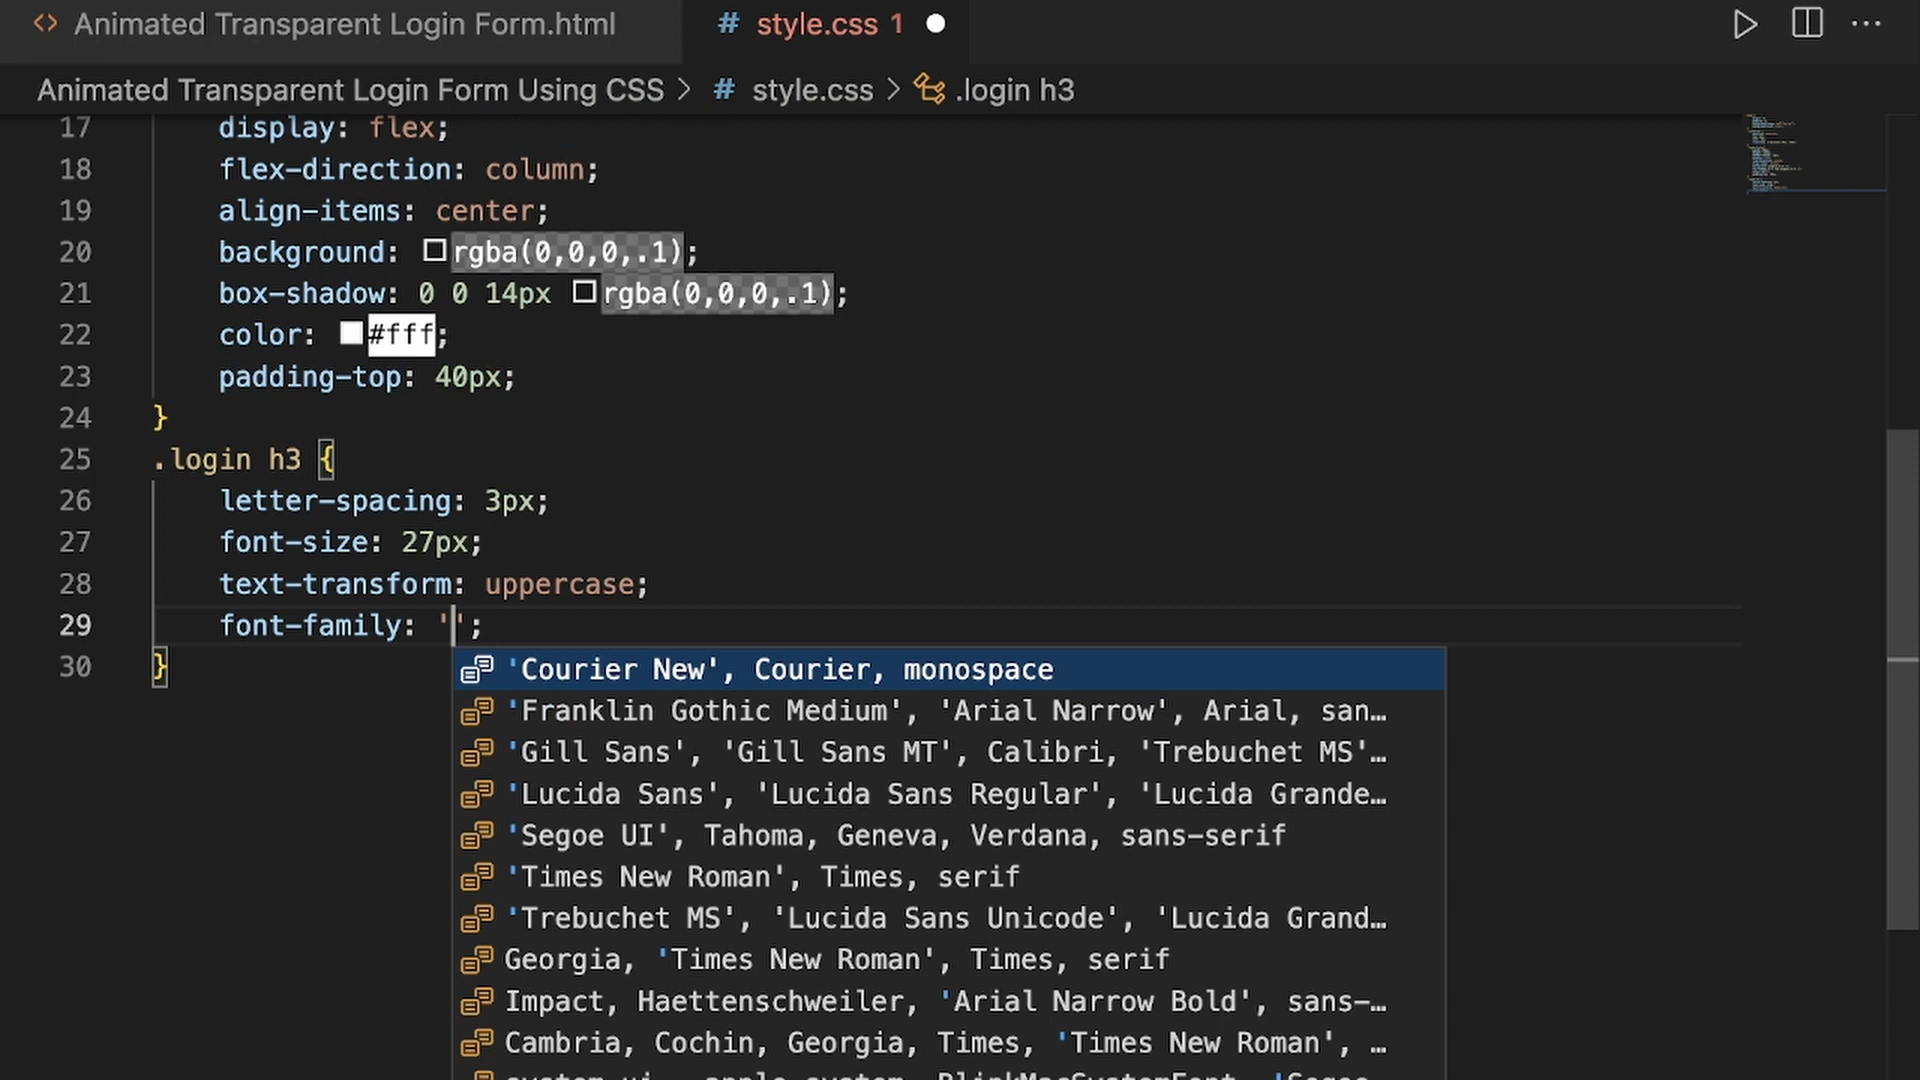 <> Animated Transparent Login Form.html
# style.css 1
Animated Transparent Login Form Using CSS > # style.css > .login h3
17 display: flex;
18 flex-direction: column;
19 align-items: center;
20 background: rgba(0,0,0,.1);
21 box-shadow: 0 0 14px rgba(0,0,0,.1);
22 color: #fff;
23 padding-top: 40px;
24 }
25 .login h3 {
26 letter-spacing: 3px;
27 font-size: 27px;
28 text-transform: uppercase;
29 font-family: '';
30 }
'Courier New', Courier, monospace
'Franklin Gothic Medium', 'Arial Narrow', Arial, san…
'Gill Sans', 'Gill Sans MT', Calibri, 'Trebuchet MS'…
'Lucida Sans', 'Lucida Sans Regular', 'Lucida Grande…
'Segoe UI', Tahoma, Geneva, Verdana, sans-serif
'Times New Roman', Times, serif
'Trebuchet MS', 'Lucida Sans Unicode', 'Lucida Grand…
Georgia, 'Times New Roman', Times, serif
Impact, Haettenschweiler, 'Arial Narrow Bold', sans-…
Cambria, Cochin, Georgia, Times, 'Times New Roman', …